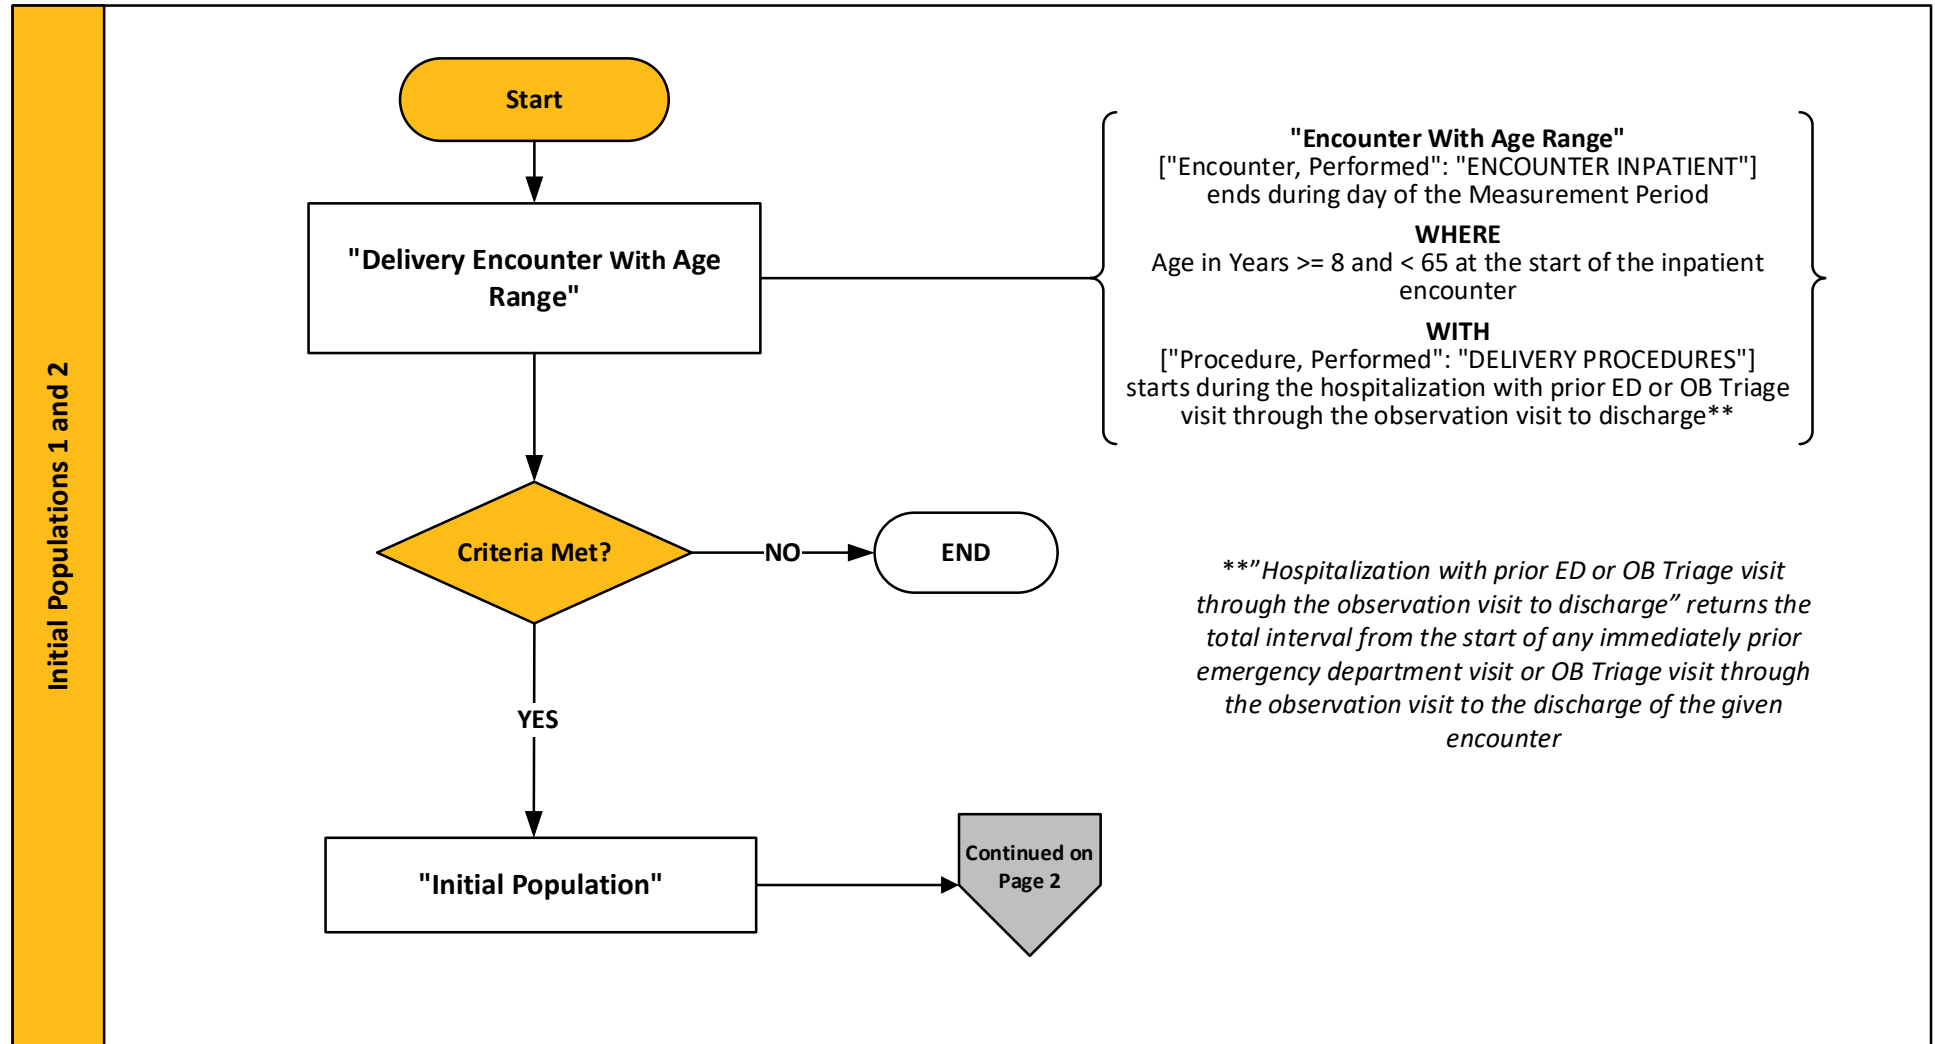 Initial Populations 1 and 2
Start
"Delivery Encounter With Age
Range"
"Encounter With Age Range"
["Encounter, Performed": "ENCOUNTER INPATIENT"]
ends during day of the Measurement Period
WHERE
Age in Years >= 8 and < 65 at the start of the inpatient
encounter
WITH
["Procedure, Performed": "DELIVERY PROCEDURES"]
starts during the hospitalization with prior ED or OB Triage
visit through the observation visit to discharge**
Criteria Met?
NO
END
**”Hospitalization with prior ED or OB Triage visit
through the observation visit to discharge” returns the
total interval from the start of any immediately prior
emergency department visit or OB Triage visit through
the observation visit to the discharge of the given
encounter
YES
"Initial Population"
Continued on
Page 2